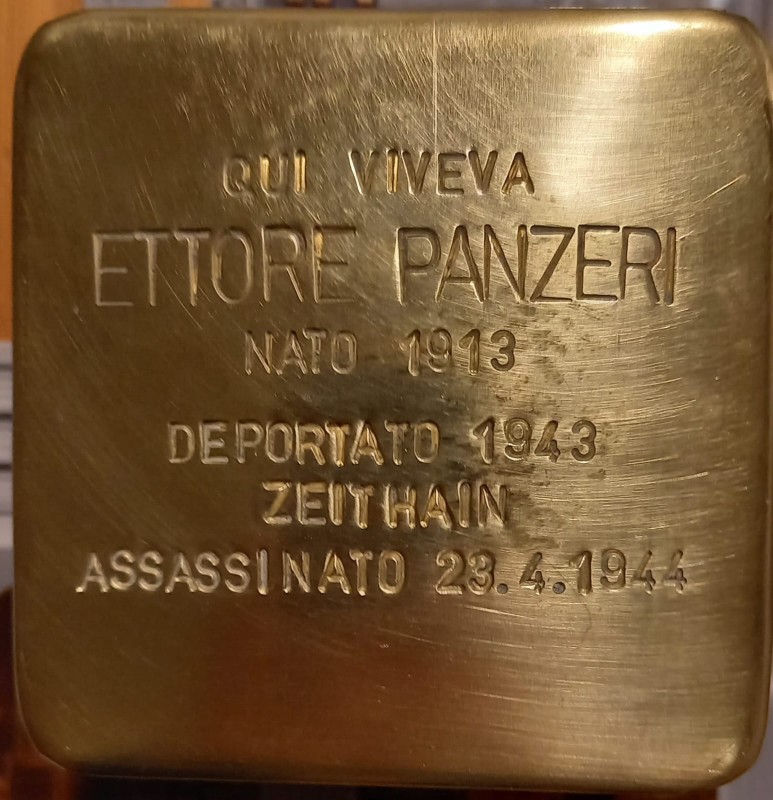 QUI VIVEVA
ETTORE PANZERI
NATO 1913
DEPORTATO 1943
ZEITHAIN
ASSASSINATO 23.4.1944